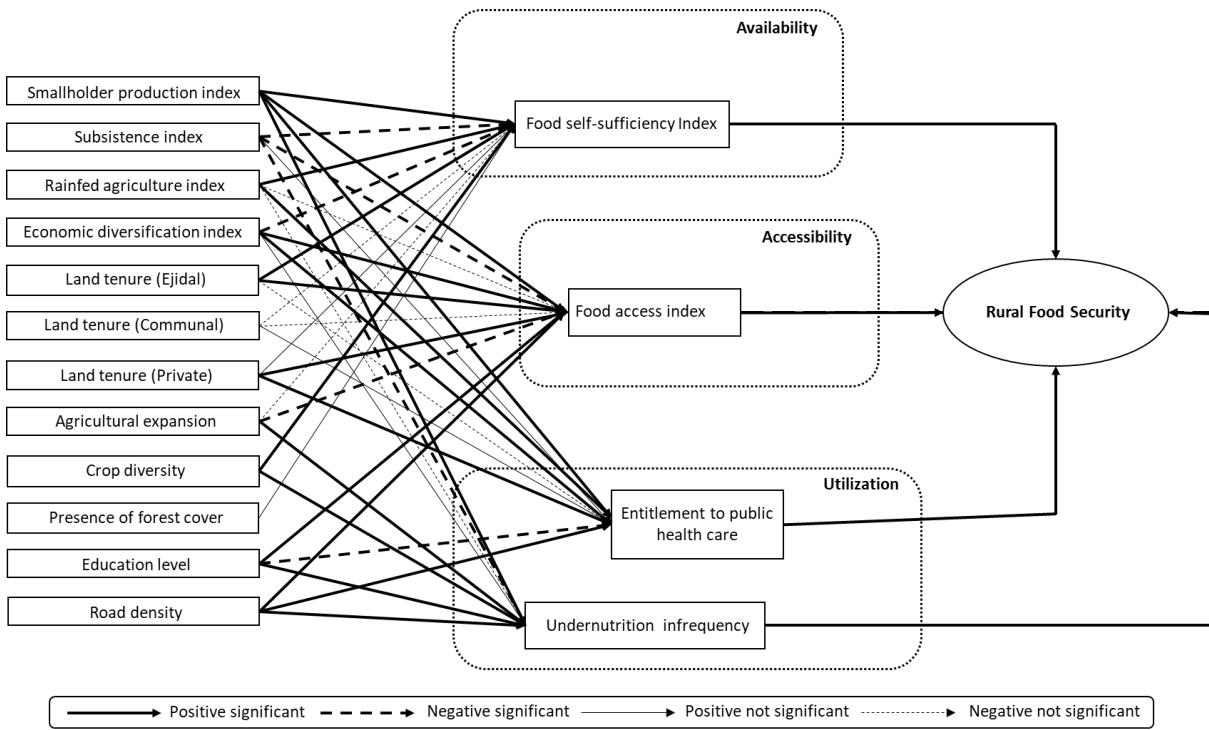 Availability
Smallholder production index
Subsistence index
Rainfed agriculture index
Economic diversification index
Land tenure (Ejidal)
Land tenure (Communal)
Land tenure (Private)
Agricultural expansion
Crop diversity
Presence of forest cover
Education level
Road density
Food self-sufficiency Index
Accessibility
Food access index
Utilization
Entitlement to public
health care
Undernutrition infrequency
Rural Food Security
Positive significant
Negative significant
Positive not significant
Negative not significant